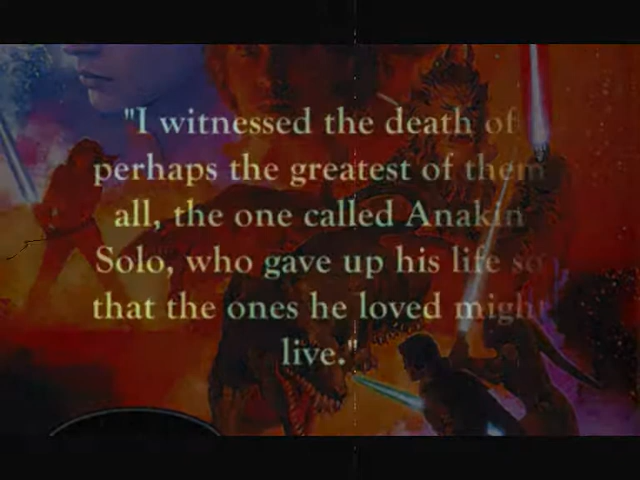 "I witnessed the death of
perhaps the greatest of them
all, the one called Anakin
Solo, who gave up his life so
that the ones he loved might
live."